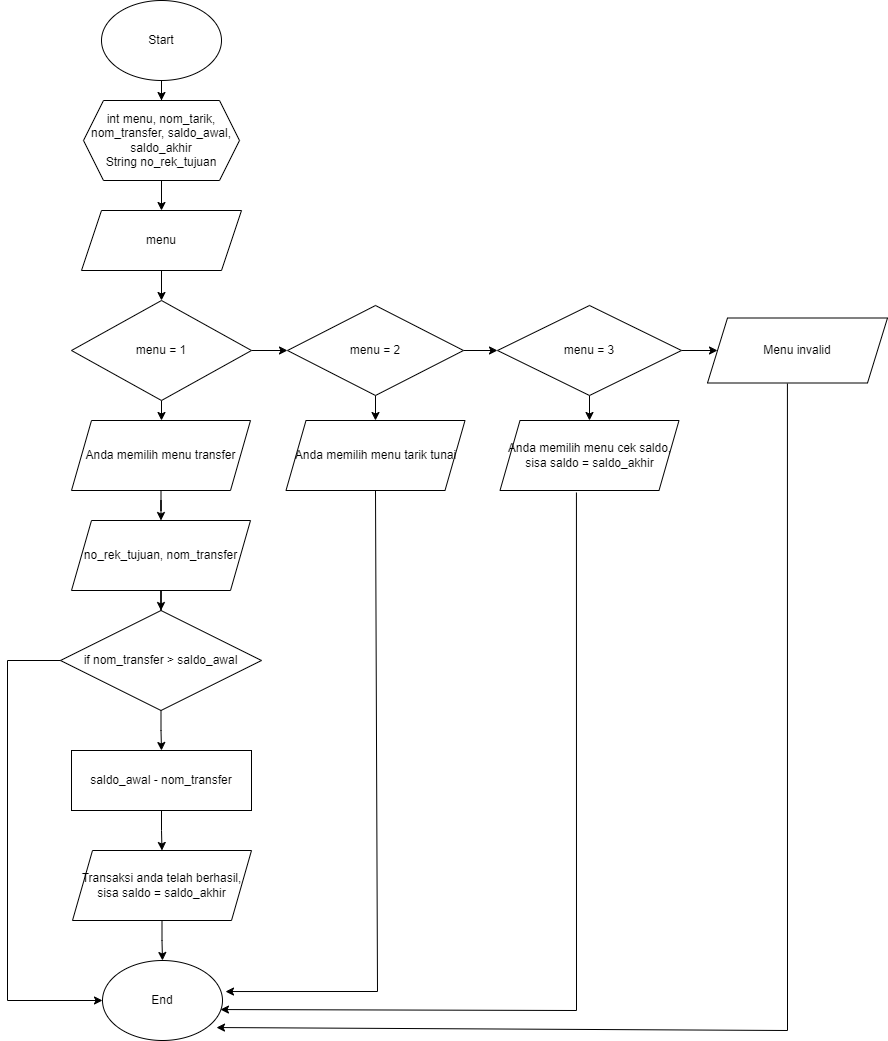 Start
int menu, nom_tarik,
nom_transfer, saldo_awal,
saldo_akhir
String no_rek_tujuan
menu
menu = 1
menu = 2
menu = 3
Menu invalid
Anda memilih menu transfer
Anda memilih menu tarik tunai
Anda memilih menu cek saldo,
sisa saldo = saldo_akhir
no_rek_tujuan, nom_transfer
if nom_transfer > saldo_awal
saldo_awal - nom_transfer
Transaksi anda telah berhasil,
sisa saldo = saldo_akhir
End